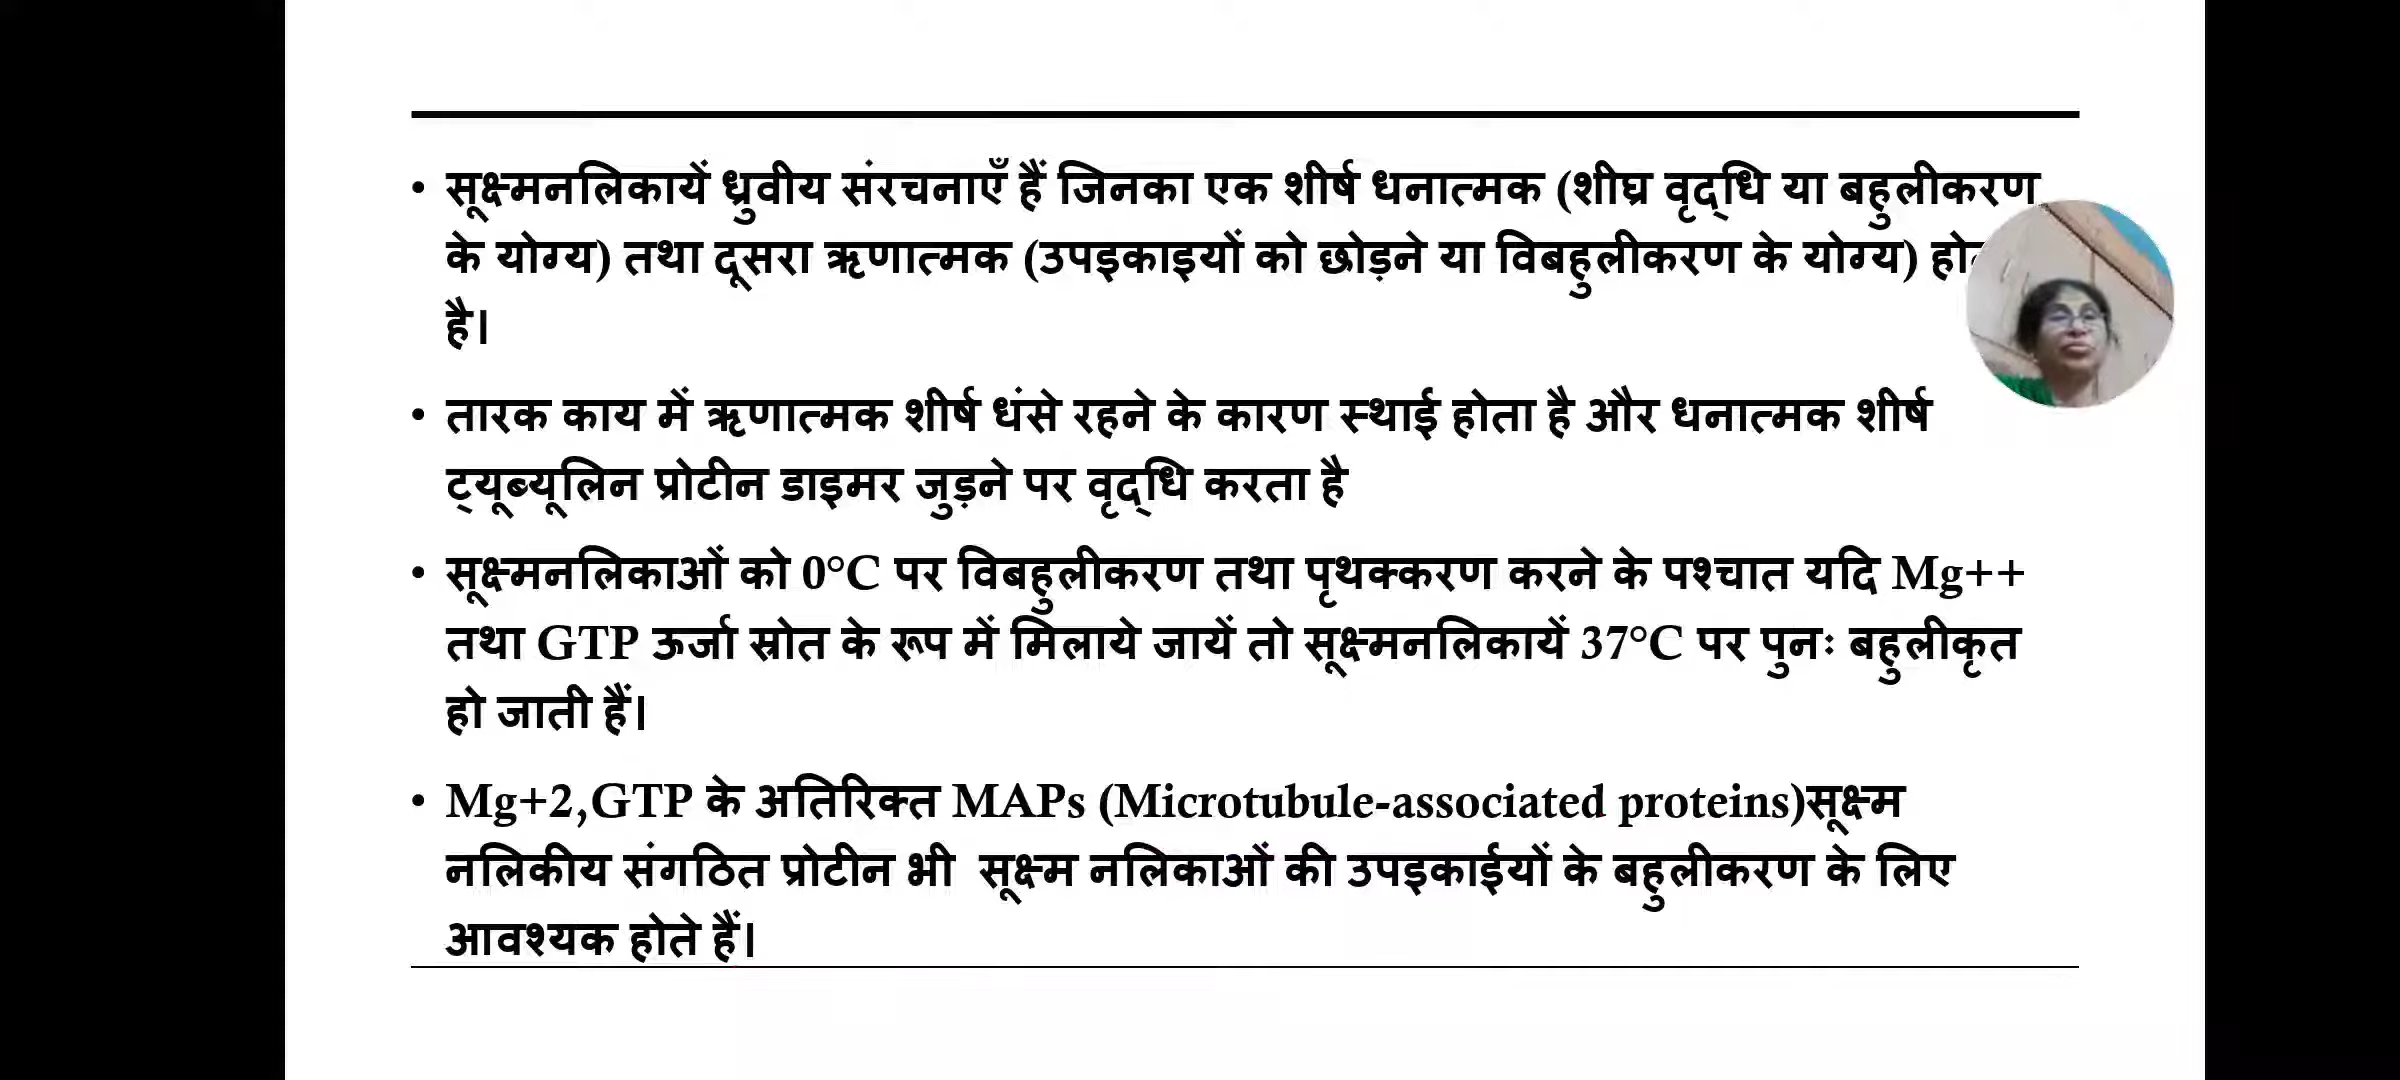 • सूक्ष्मनलिकायें ध्रुवीय संरचनाएँ हैं जिनका एक शीर्ष धनात्मक (शीघ्र वृद्धि या बहुलीकरण
के योग्य) तथा दूसरा ऋणात्मक (उपइकाइयों को छोड़ने या विबहुलीकरण के योग्य)
है।
• तारक काय में ऋणात्मक शीर्ष धंसे रहने के कारण स्थाई होता है और धनात्मक शीर्ष
ट्यूब्यूलिन प्रोटीन डाइमर जुड़ने पर वृद्धि करता है
• सूक्ष्मनलिकाओं को 0°C पर विबहुलीकरण तथा पृथक्करण करने के पश्चात यदि Mg++
तथा GTP ऊर्जा स्रोत के रूप में मिलाये जायें तो सूक्ष्मनलिकायें 37°C पर पुनः बहुलीकृत
हो जाती हैं।
• Mg+2,GTP के अतिरिक्त MAPs (Microtubule-associated proteins)सूक्ष्म
नलिकीय संगठित प्रोटीन भी सूक्ष्म नलिकाओं की उपइकाईयों के बहुलीकरण के लिए
आवश्यक होते हैं।